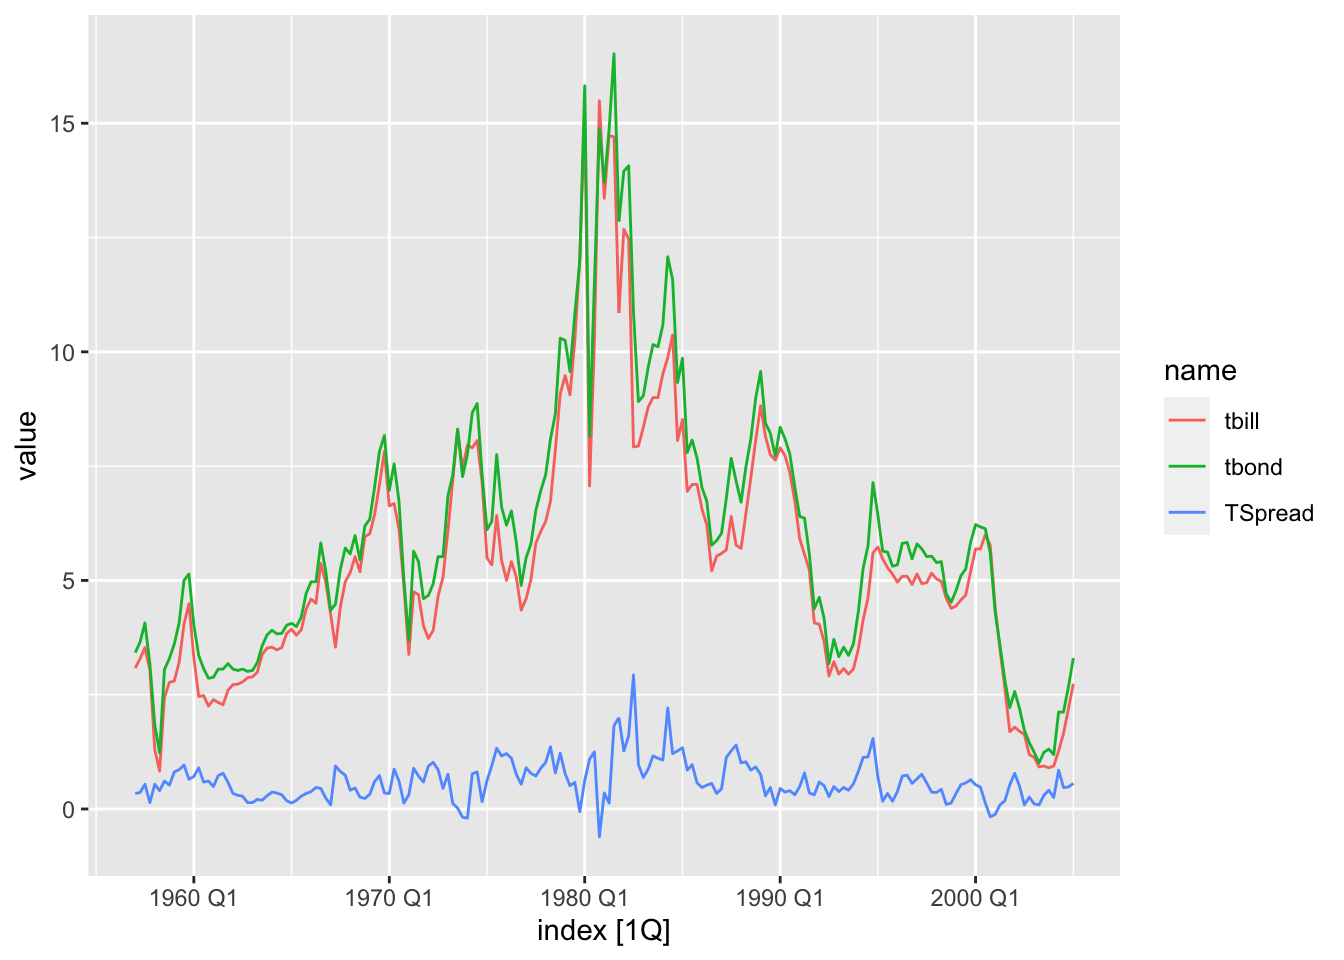 value
15
10
5
0
1960 Q1
1970 Q1
1980 Q1
1990 Q1
2000 Q1
index [1Q]
name
tbill
tbond
TSpread